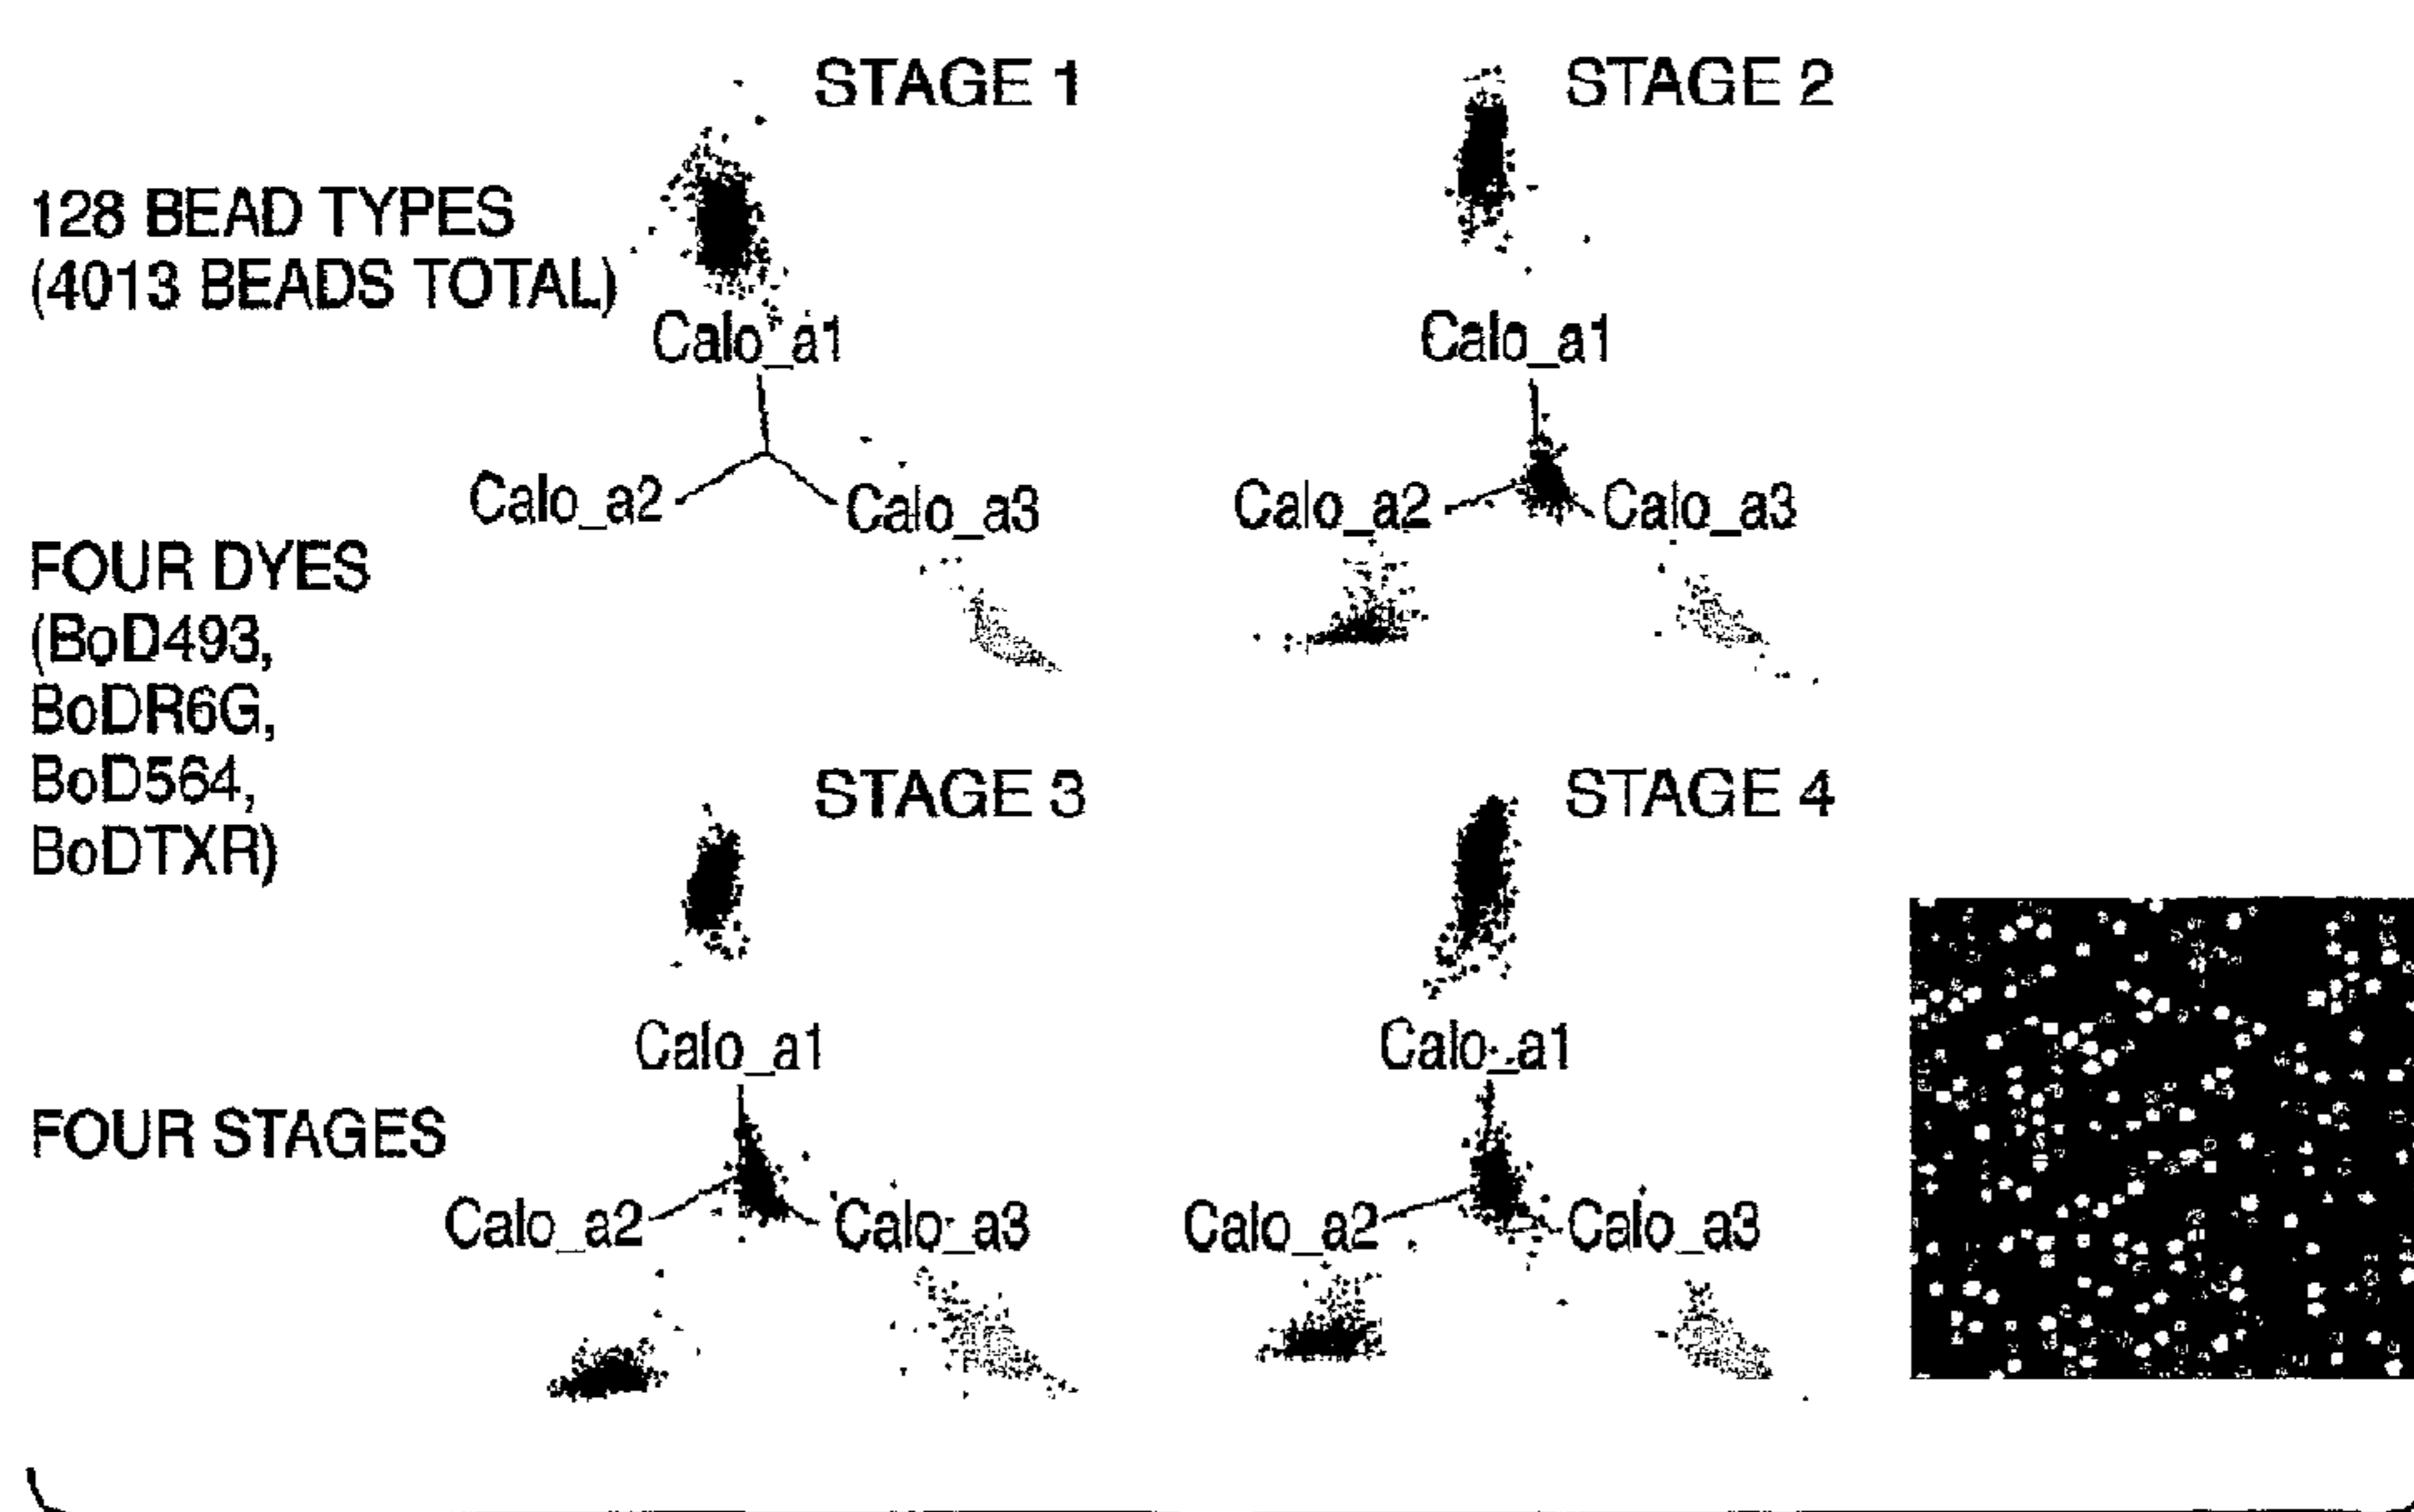 STAGE 1
STAGE 2
128 BEAD TYPES
(4013 BEADS TOTAL)
Calo_a1
Calo_a1
Calo_a2
Calo_a3
Calo_a2
Calo_a3
FOUR DYES
(BoD493,
BoDR6G,
BoD564,
BoDTXR)
STAGE 3
STAGE 4
Calo_a1
Calo_a1
FOUR STAGES
Calo_a2
Calo_a3
Calo_a2
Calo_a3